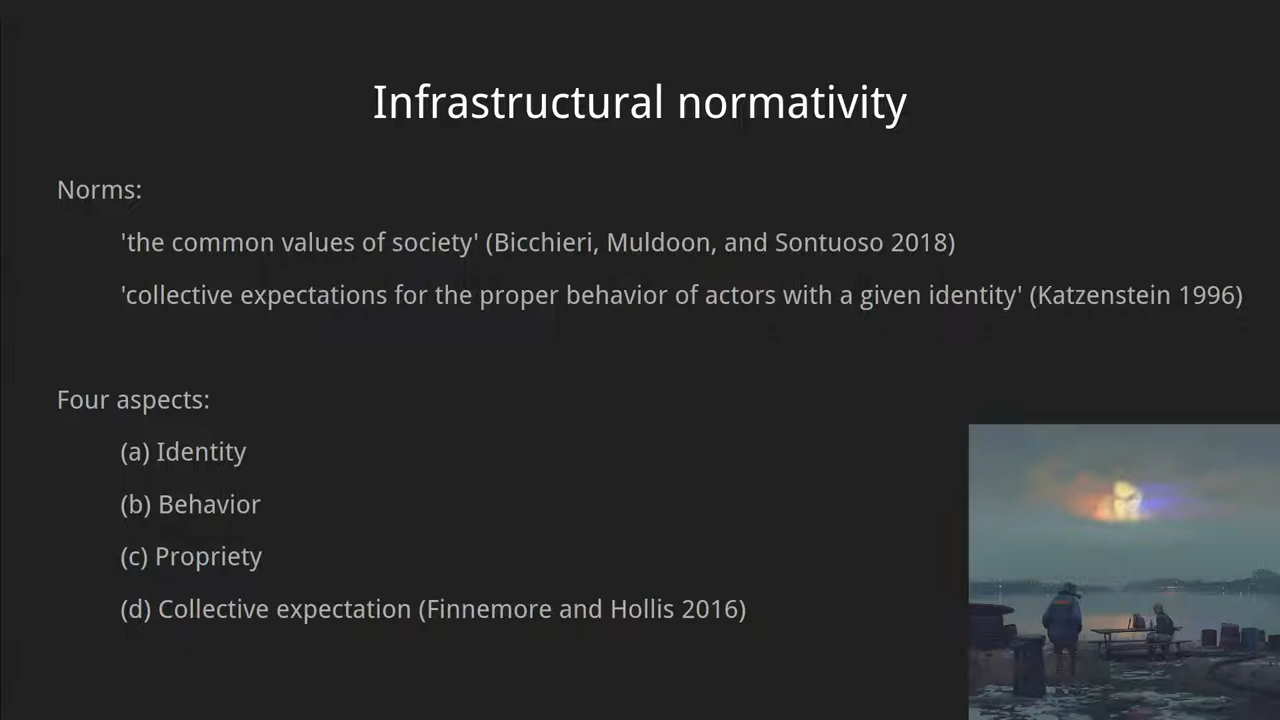 Infrastructural normativity
Norms:
'the common values of society' (Bicchieri, Muldoon, and Sontuoso 2018)
'collective expectations for the proper behavior of actors with a given identity' (Katzenstein 1996)
Four aspects:
(a) Identity
(b) Behavior
(c) Propriety
(d) Collective expectation (Finnemore and Hollis 2016)